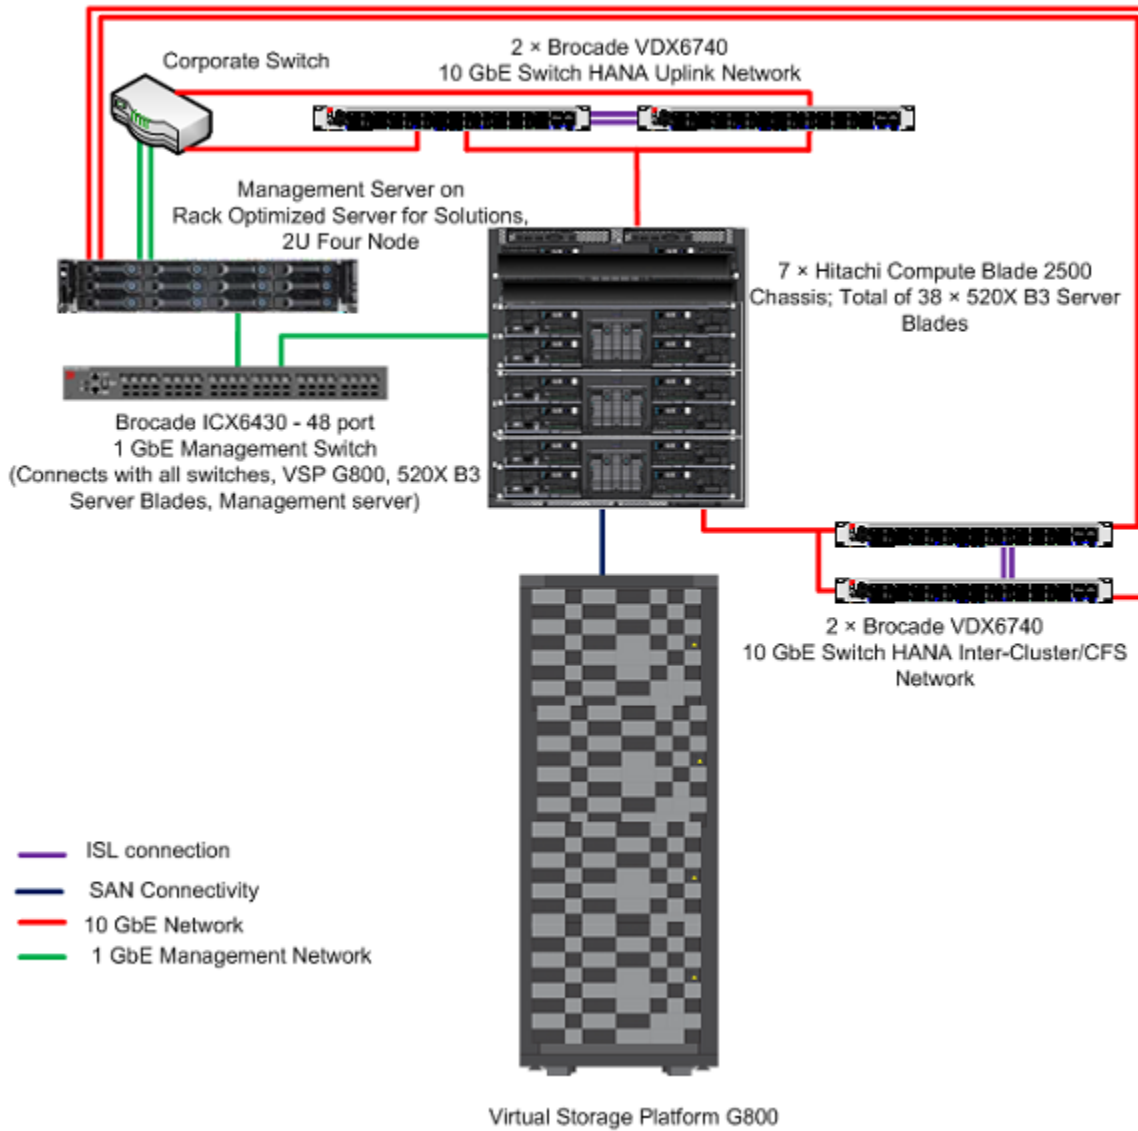 Corporate Switch
2 × Brocade VDX6740
10 GbE Switch HANA Uplink Network
Management Server on
Rack Optimized Server for Solutions,
2U Four Node
7 × Hitachi Compute Blade 2500
Chassis; Total of 38 × 520X B3 Server
Blades
Brocade ICX6430 - 48 port
1 GbE Management Switch
(Connects with all switches, VSP G800, 520X B3
Server Blades, Management server)
2 × Brocade VDX6740
10 GbE Switch HANA Inter-Cluster/CFS
Network
ISL connection
SAN Connectivity
10 GbE Network
1 GbE Management Network
Virtual Storage Platform G800